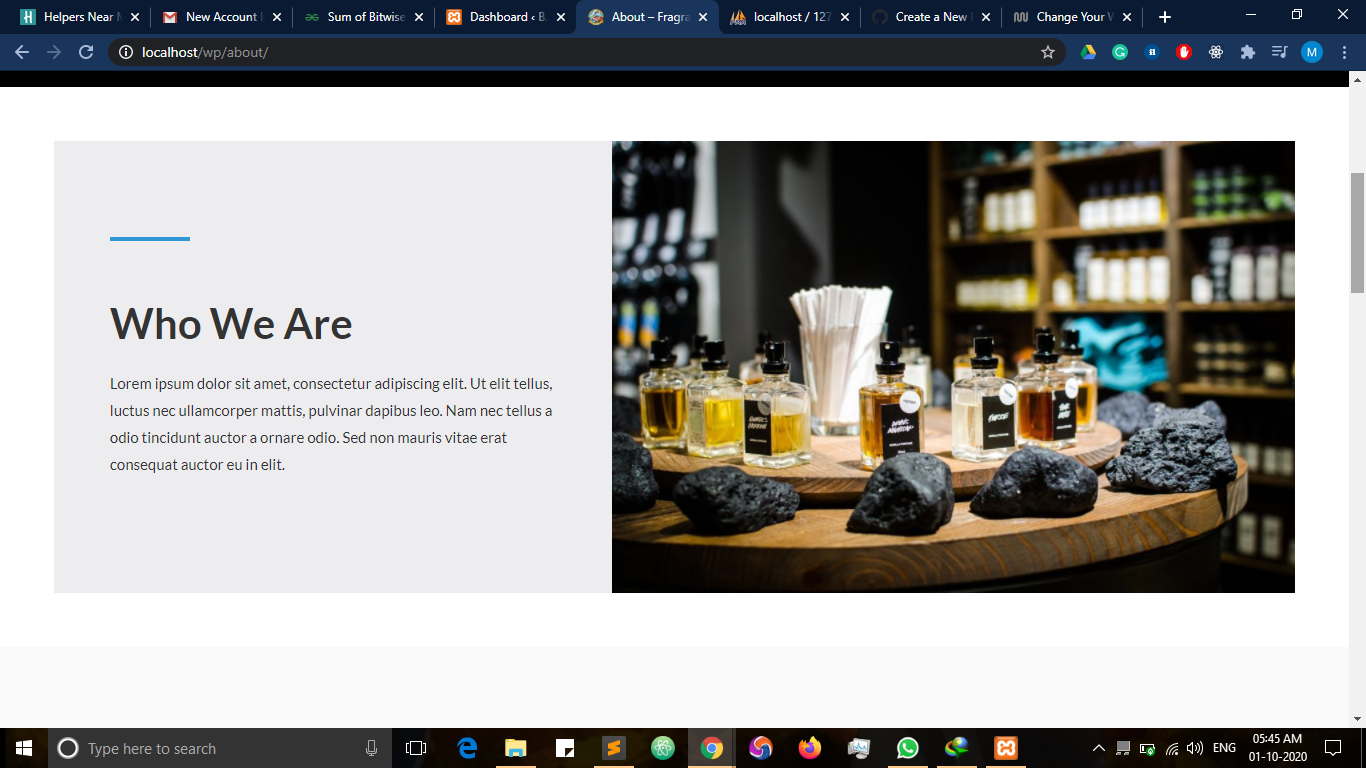 Helpers Near M
New Account
Sum of Bitwise
Dashboard ‹ B
About – Fragra
localhost / 127
Create a New
Change Your W
localhost/wp/about/
M
Who We Are
Lorem ipsum dolor sit amet, consectetur adipiscing elit. Ut elit tellus,
luctus nec ullamcorper mattis, pulvinar dapibus leo. Nam nec tellus a
odio tincidunt auctor a ornare odio. Sed non mauris vitae erat
consequat auctor eu in elit.
Type here to search
ENG
05:45 AM
01-10-2020